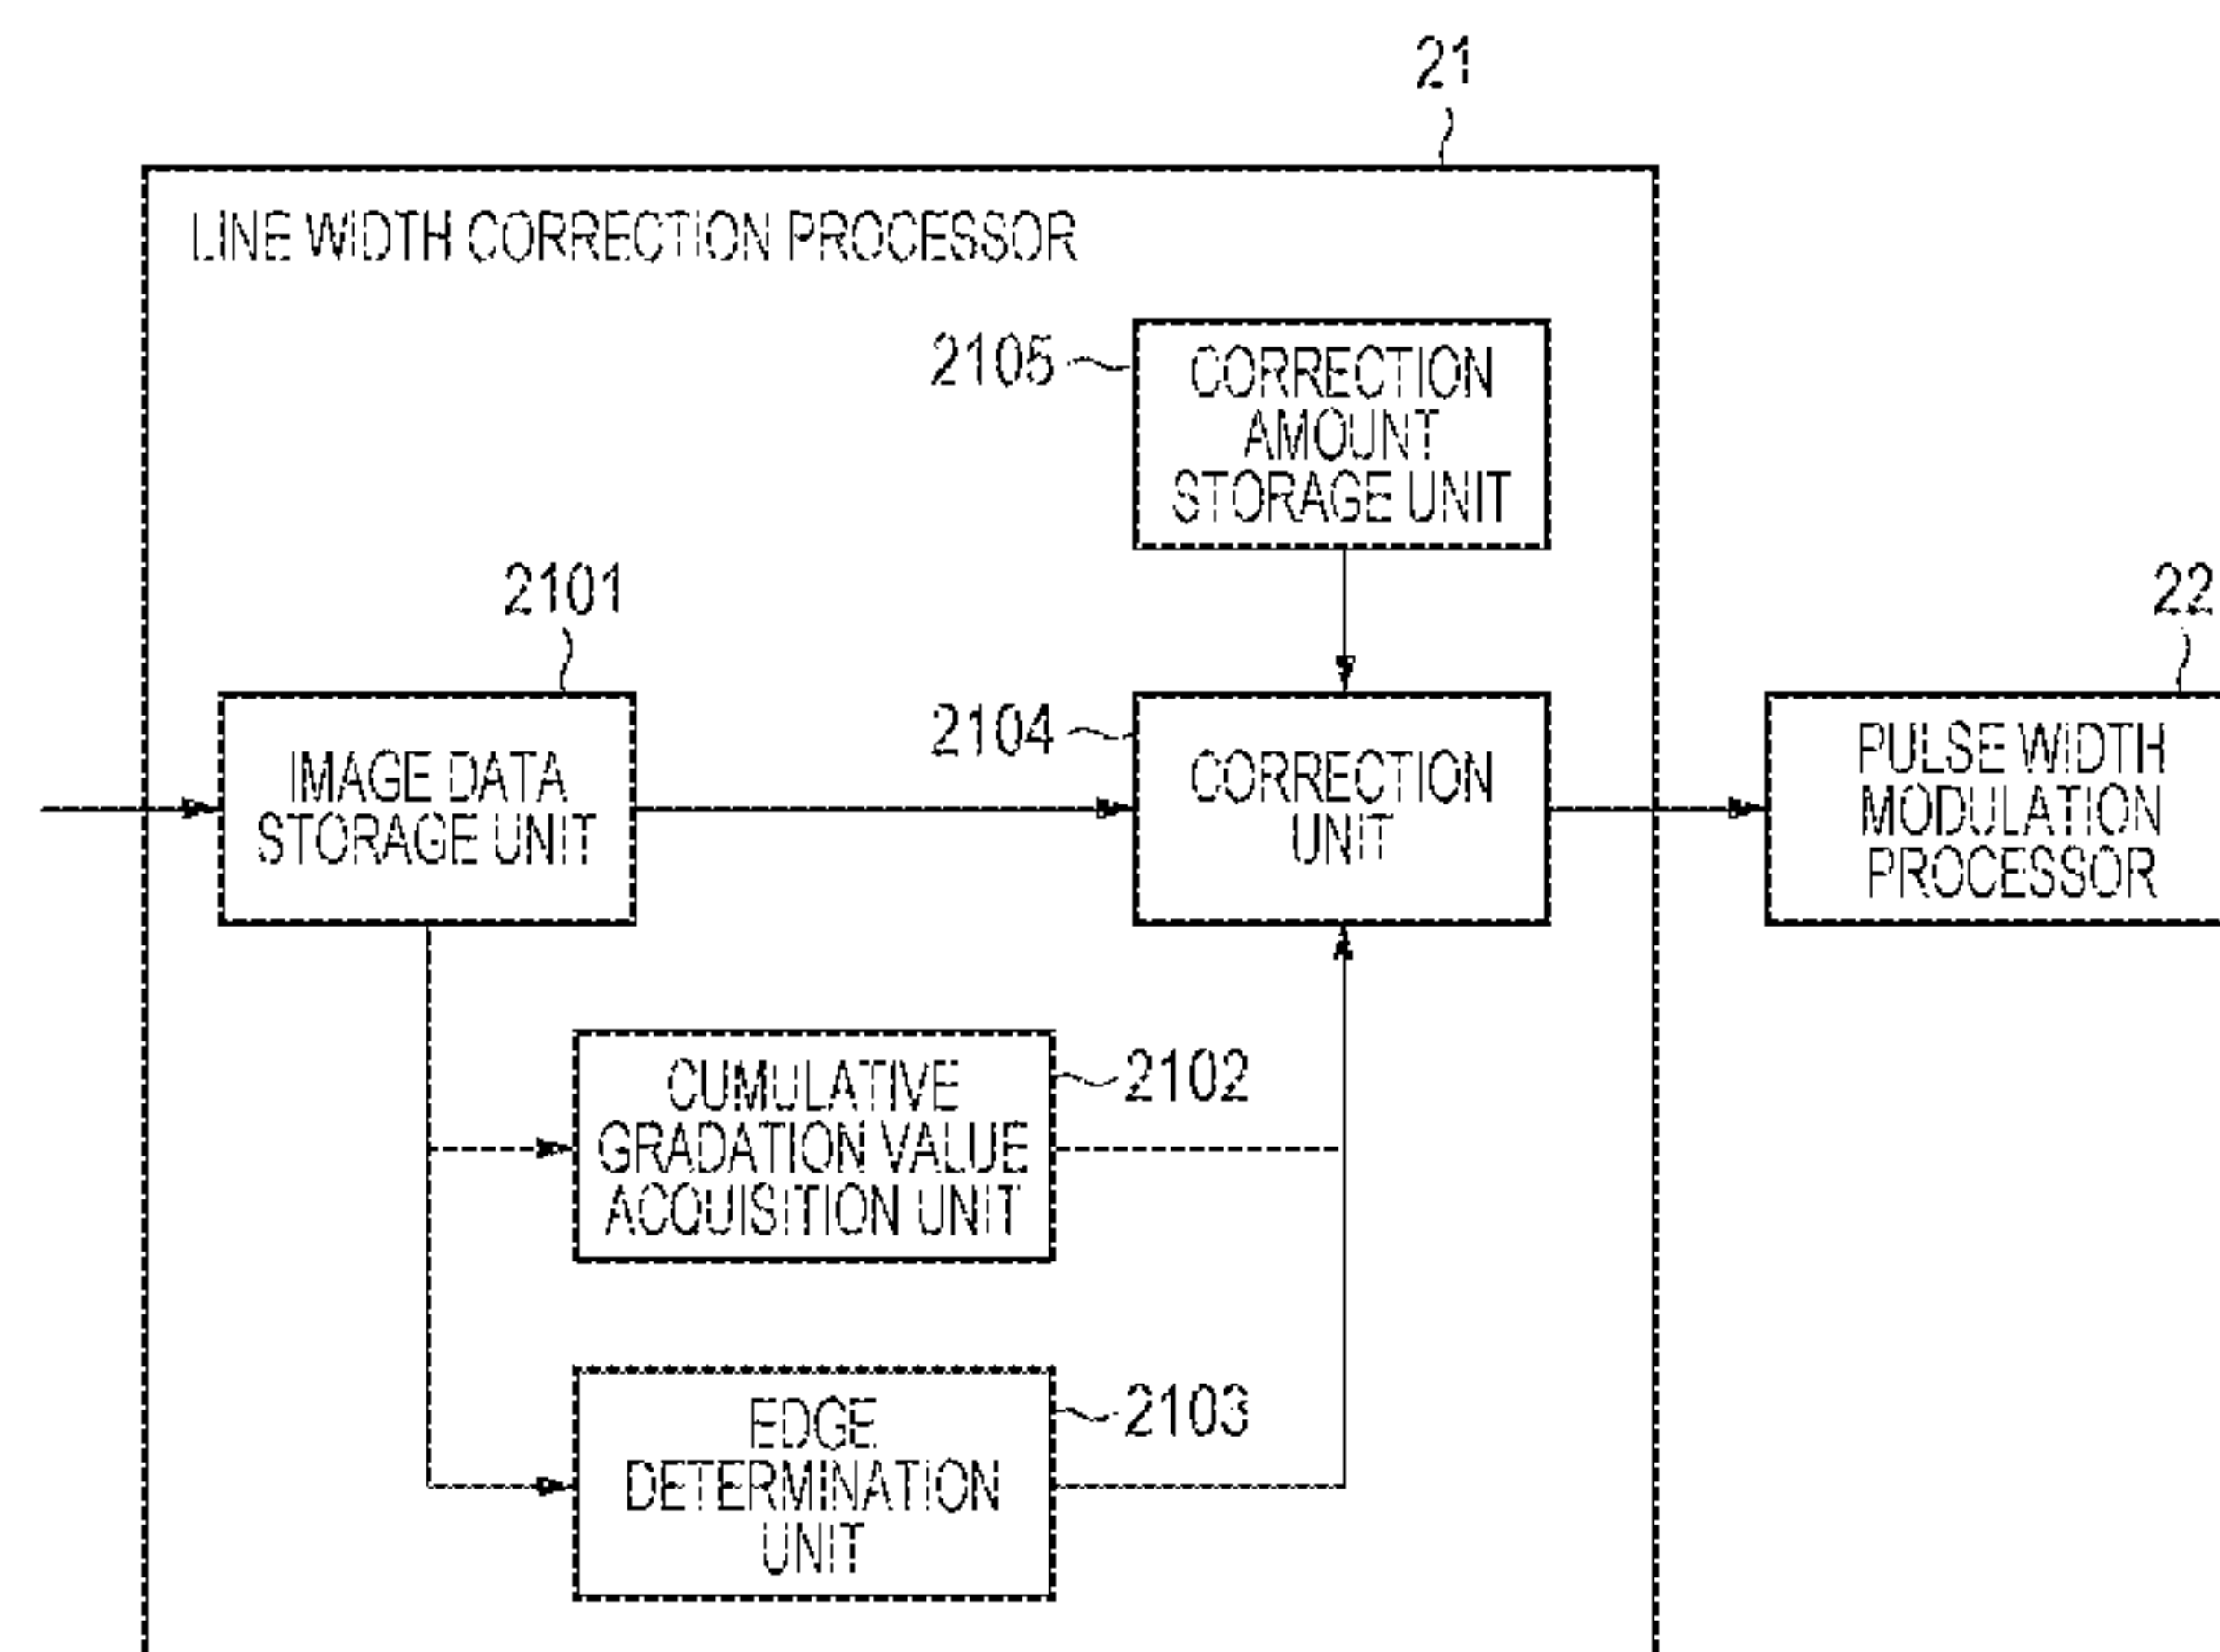 21
LINE WIDTH CORRECTION PROCESSOR
2105
CORRECTION
AMOUNT
STORAGE UNIT
2101
22
IMAGE DATA
STORAGE UNIT
2104
CORRECTION
UNIT
PULSE WIDTH
MODULATION
PROCESSOR
CUMULATIVE
GRADATION VALUE
ACQUISITION UNIT
2102
EDGE
DETERMINATION
UNIT
2103